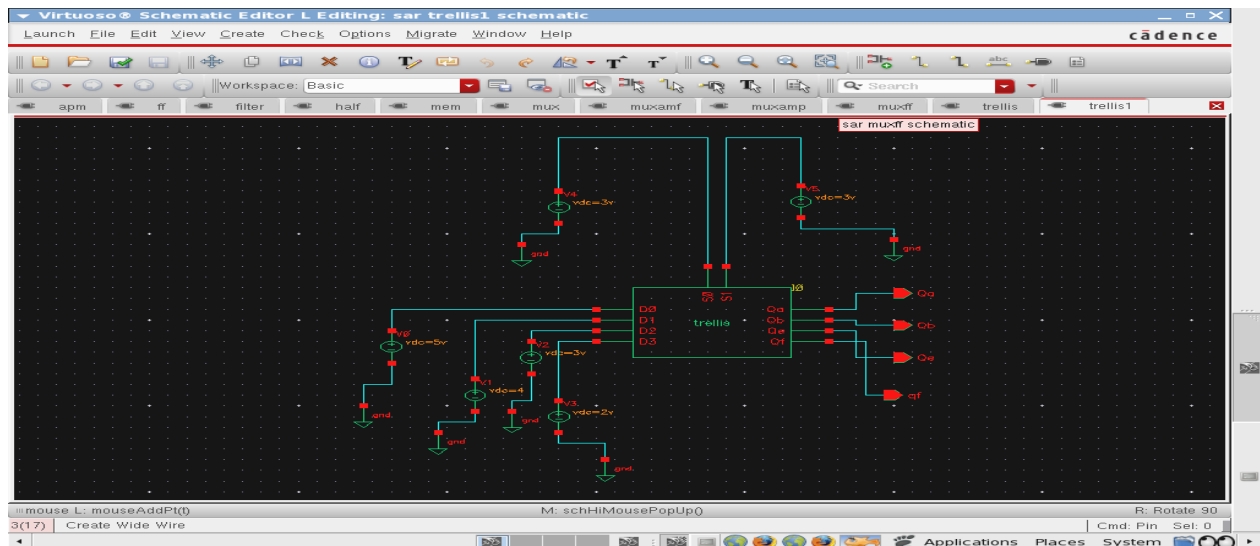 Virtuoso® Schematic Editor L Editing: sar trellis1 schematic
Launch File Edit View Create Check Options Migrate Window Help
cādence
Workspace: Basic
Search
apm ff filter half mem mux muxamf muxamp muxff trellis trellis1
sar muxff schematic
V4
vdc=3v
gnd
V5
vdc=3v
gnd
S0 S1
D0
D1
D2
D3
trellis
Qa
Qb
Qe
Qf
Qa
Qb
Qe
qf
V0
vdc=5v
gnd
V1
vdc=4
gnd
V2
vdc=3v
gnd
V3
vdc=2v
gnd
mouse L: mouseAddPt(t) M: schHiMousePopUp() R: Rotate 90
3(17) Create Wide Wire Cmd: Pin Sel: 0
Applications Places System